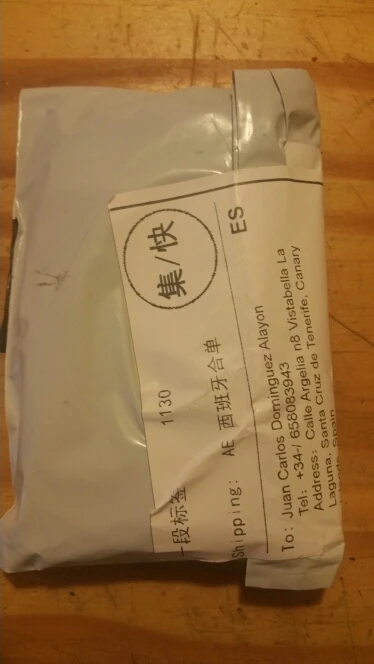 一段标签 1130 集/快
Shipping: AE 西班牙合单 ES
To: Juan Carlos Dominguez Alayon
Tel: +34-/ 658083943
Address: Calle Argelia n8 Vistabella La
Laguna, Santa Cruz de Tenerife, Canary
Spain